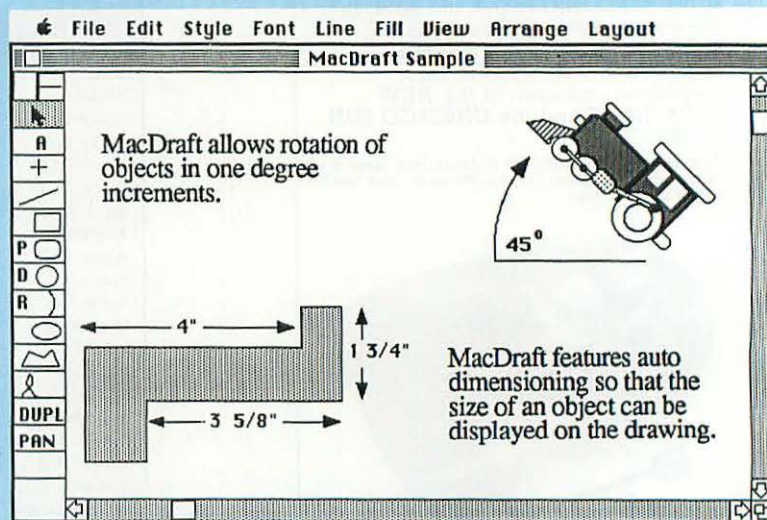 File Edit Style Font Line Fill View Arrange Layout
MacDraft Sample
A
P
D
R
DUPL
PAN
MacDraft allows rotation of
objects in one degree
increments.
45°
4"
1 3/4"
3 5/8"
MacDraft features auto
dimensioning so that the
size of an object can be
displayed on the drawing.